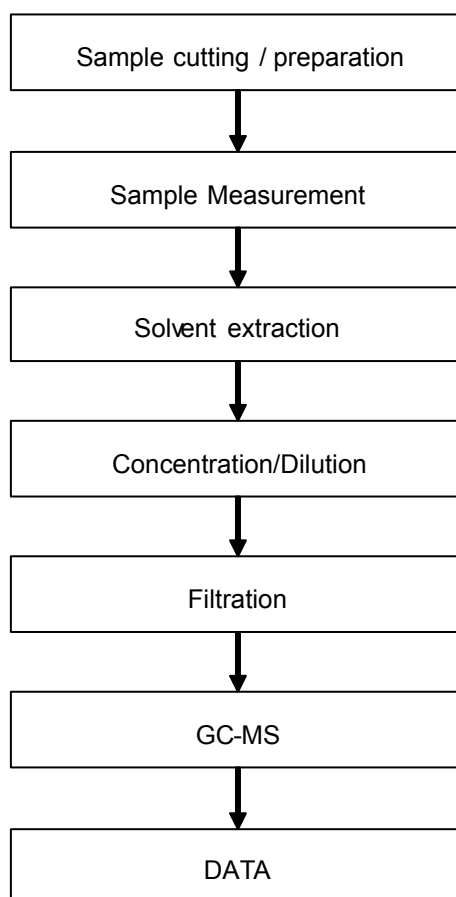 Sample cutting / preparation
Sample Measurement
Solvent extraction
Concentration/Dilution
Filtration
GC-MS
DATA